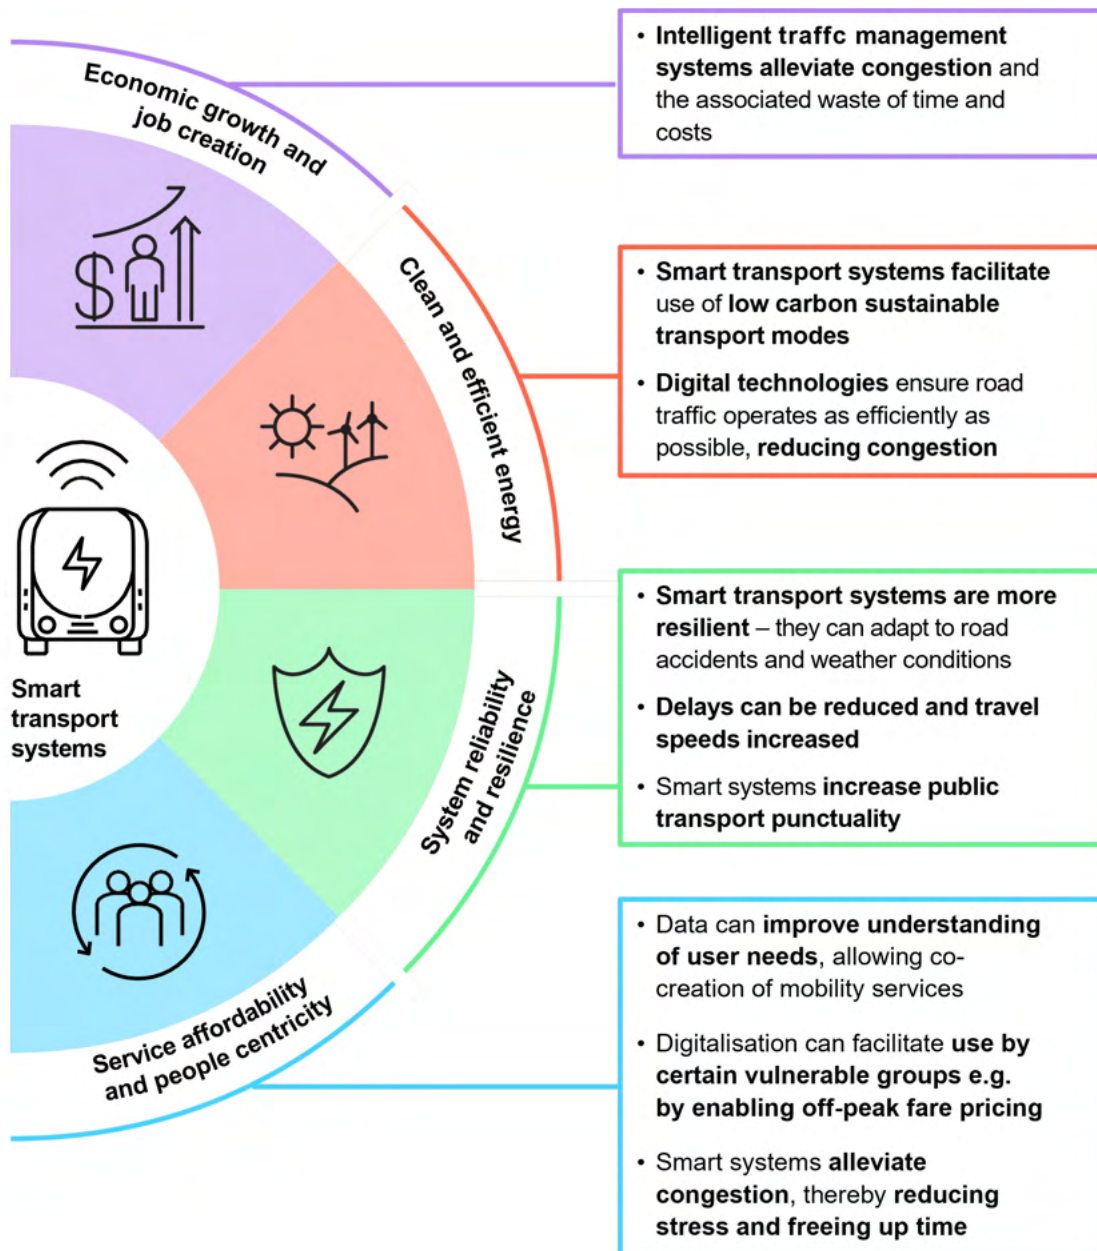 Economic growth and
job creation
• Intelligent traffc management
systems alleviate congestion and
the associated waste of time and
costs
Clean and efficient energy
• Smart transport systems facilitate
use of low carbon sustainable
transport modes
• Digital technologies ensure road
traffic operates as efficiently as
possible, reducing congestion
Smart
transport
systems
System reliability
and resilience
• Smart transport systems are more
resilient – they can adapt to road
accidents and weather conditions
• Delays can be reduced and travel
speeds increased
• Smart systems increase public
transport punctuality
Service affordability
and people centricity
• Data can improve understanding
of user needs, allowing co-
creation of mobility services
• Digitalisation can facilitate use by
certain vulnerable groups e.g.
by enabling off-peak fare pricing
• Smart systems alleviate
congestion, thereby reducing
stress and freeing up time